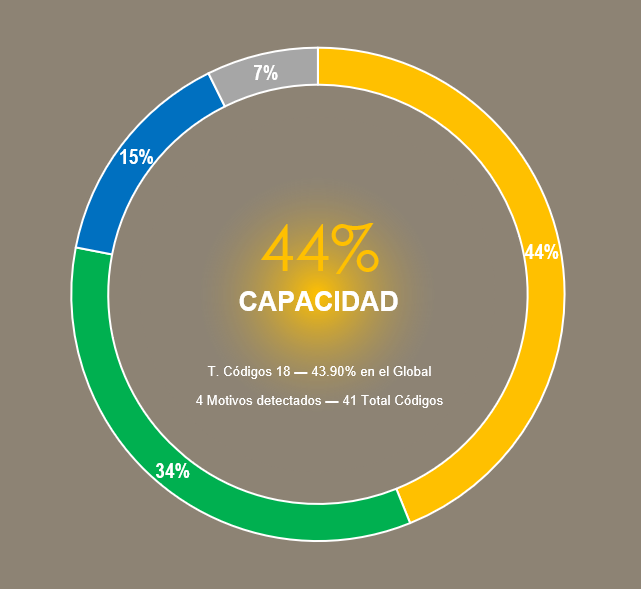 7%
15%
44%
44%
CAPACIDAD
T. Códigos 18 — 43.90% en el Global
4 Motivos detectados — 41 Total Códigos
34%